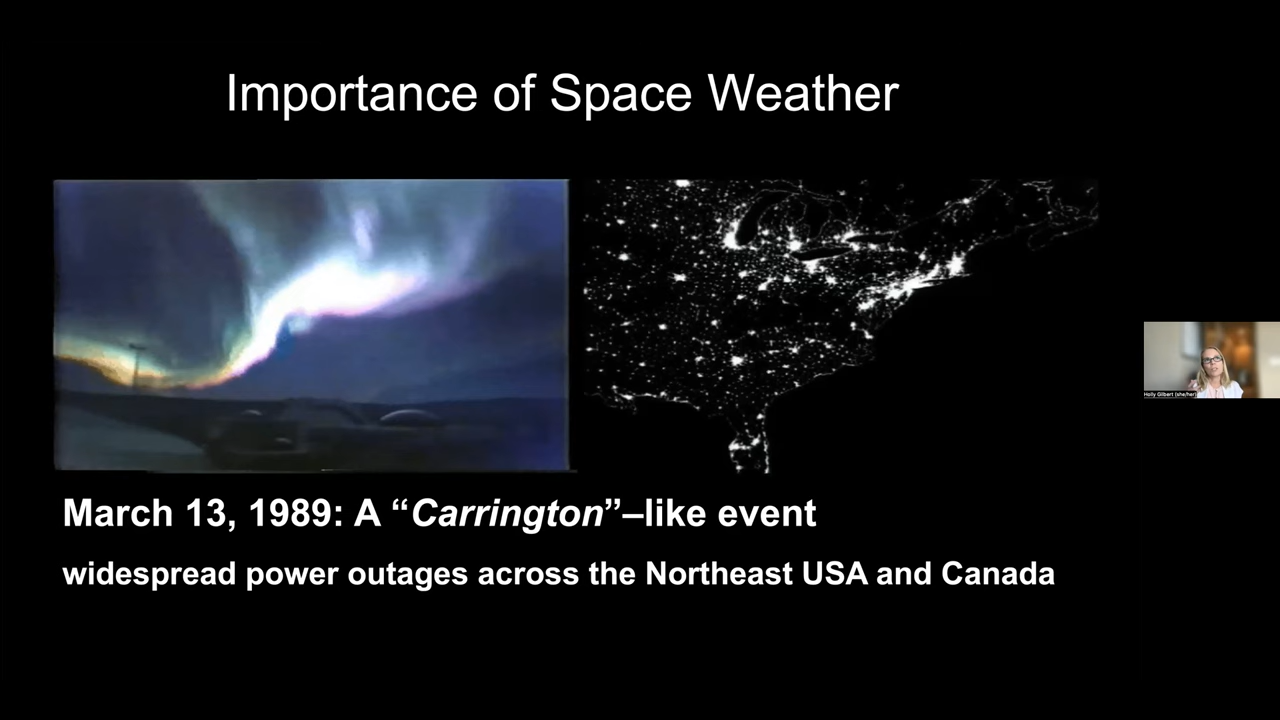 Importance of Space Weather
March 13, 1989: A “Carrington”–like event
widespread power outages across the Northeast USA and Canada
Holly Gilbert (she/her)